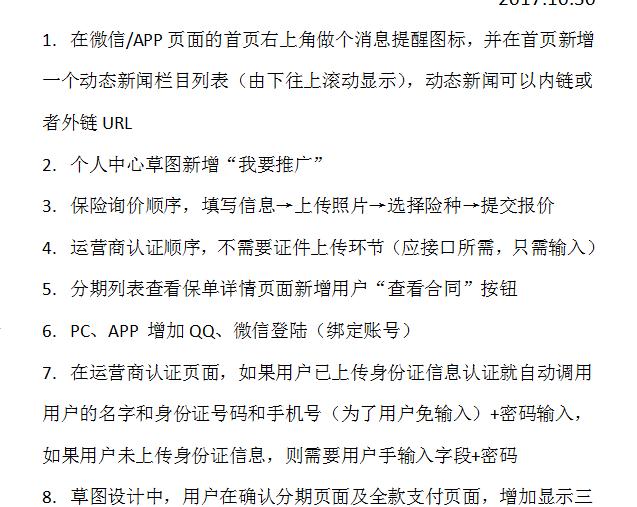 2017.10.30
1. 在微信/APP 页面的首页右上角做个消息提醒图标，并在首页新增
一个动态新闻栏目列表（由下往上滚动显示），动态新闻可以内链或
者外链 URL
2. 个人中心草图新增“我要推广”
3. 保险询价顺序，填写信息→上传照片→选择险种→提交报价
4. 运营商认证顺序，不需要证件上传环节（应接口所需，只需输入）
5. 分期列表查看保单详情页面新增用户“查看合同”按钮
6. PC、APP 增加 QQ、微信登陆（绑定账号）
7. 在运营商认证页面，如果用户已上传身份证信息认证就自动调用
用户的名字和身份证号码和手机号（为了用户免输入）+密码输入，
如果用户未上传身份证信息，则需要用户手输入字段+密码
8. 草图设计中，用户在确认分期页面及全款支付页面，增加显示三